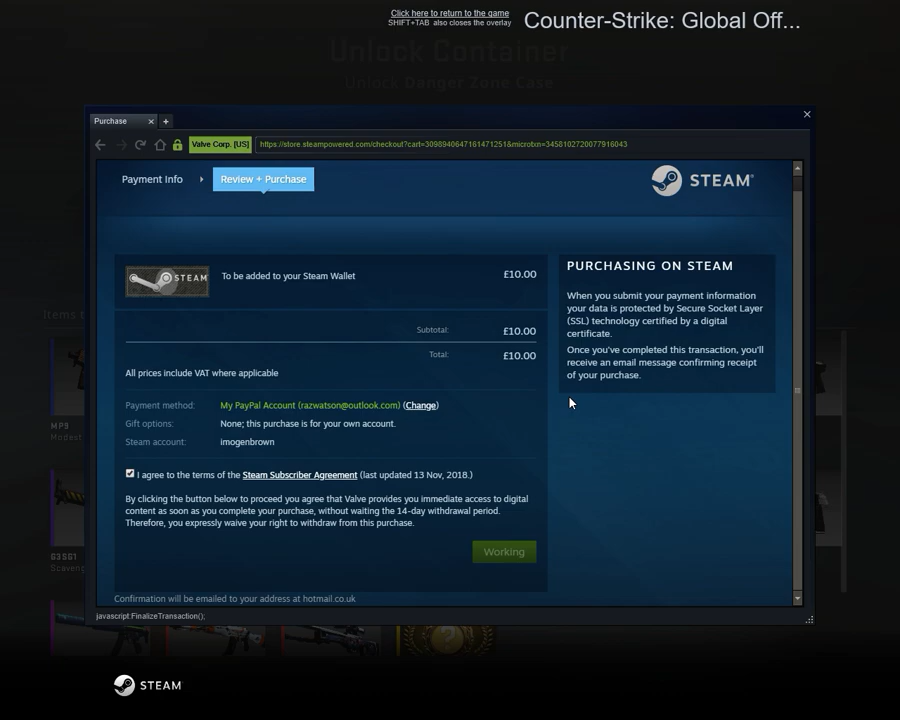 Click here to return to the game
SHIFT+TAB also closes the overlay
Counter-Strike: Global Off...
Unlock Container
Unlock Danger Zone Case
Purchase
Valve Corp. [US]
https://store.steampowered.com/checkout?cart=3098940647161471251&microtxn=3458102720077916043
Payment Info
Review + Purchase
STEAM
STEAM
To be added to your Steam Wallet
£10.00
Subtotal:
£10.00
Total:
£10.00
All prices include VAT where applicable
Payment method:
My PayPal Account (razwatson@outlook.com) (Change)
Gift options:
None; this purchase is for your own account.
Steam account:
imogenbrown
I agree to the terms of the Steam Subscriber Agreement (last updated 13 Nov, 2018.)
By clicking the button below to proceed you agree that Valve provides you immediate access to digital
content as soon as you complete your purchase, without waiting the 14-day withdrawal period.
Therefore, you expressly waive your right to withdraw from this purchase.
Working
Confirmation will be emailed to your address at hotmail.co.uk
PURCHASING ON STEAM
When you submit your payment information
your data is protected by Secure Socket Layer
(SSL) technology certified by a digital
certificate.
Once you've completed this transaction, you'll
receive an email message confirming receipt
of your purchase.
javascript:FinalizeTransaction();
Items
MP9
Modest
G3SG1
Scaven
STEAM